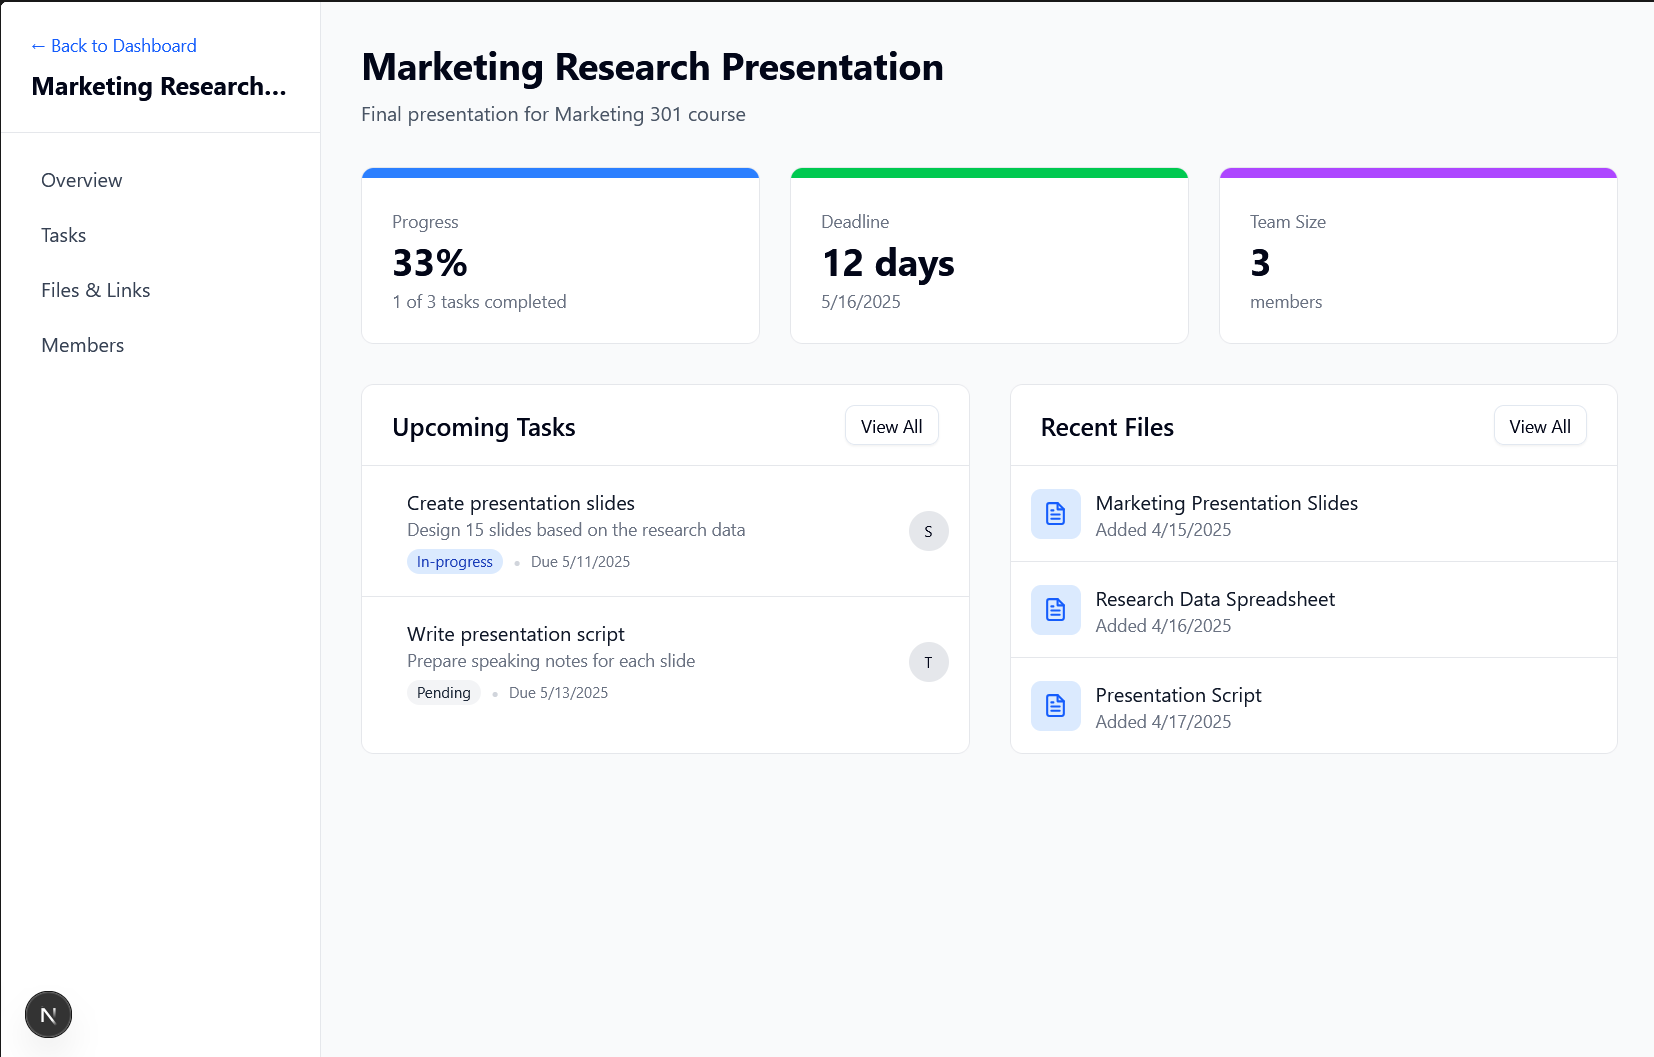 ← Back to Dashboard
Marketing Research...
Overview
Tasks
Files & Links
Members
N
Marketing Research Presentation
Final presentation for Marketing 301 course
Progress
33%
1 of 3 tasks completed
Deadline
12 days
5/16/2025
Team Size
3
members
Upcoming Tasks
View All
Create presentation slides
Design 15 slides based on the research data
In-progress • Due 5/11/2025
S
Write presentation script
Prepare speaking notes for each slide
Pending • Due 5/13/2025
T
Recent Files
View All
Marketing Presentation Slides
Added 4/15/2025
Research Data Spreadsheet
Added 4/16/2025
Presentation Script
Added 4/17/2025